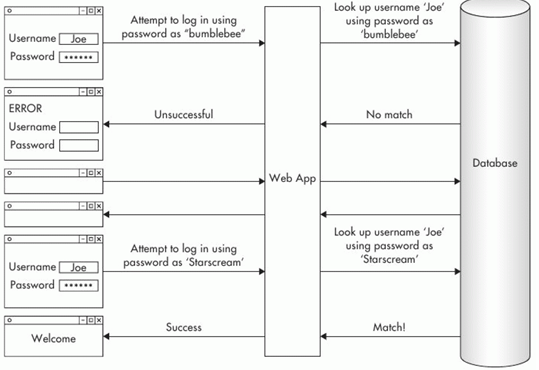 Username Joe
Password ••••••
Attempt to log in using
password as “bumblebee”
Look up username ‘Joe’
using password as
‘bumblebee’
ERROR
Username
Password
Unsuccessful
No match
Web App
Database
Username Joe
Password ••••••
Attempt to log in using
password as ‘Starscream’
Look up username ‘Joe’
using password as
‘Starscream’
Welcome
Success
Match!